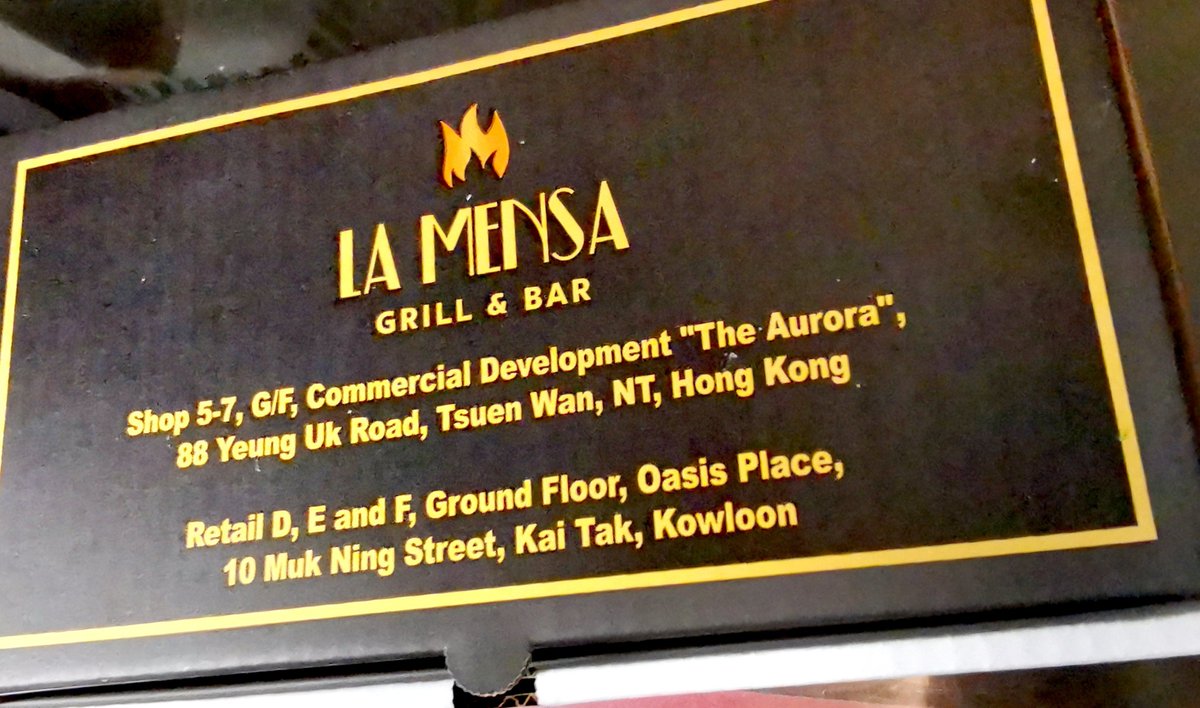 LA MENSA
GRILL & BAR
Shop 5-7, G/F, Commercial Development "The Aurora",
88 Yeung Uk Road, Tsuen Wan, NT, Hong Kong
Retail D, E and F, Ground Floor, Oasis Place,
10 Muk Ning Street, Kai Tak, Kowloon